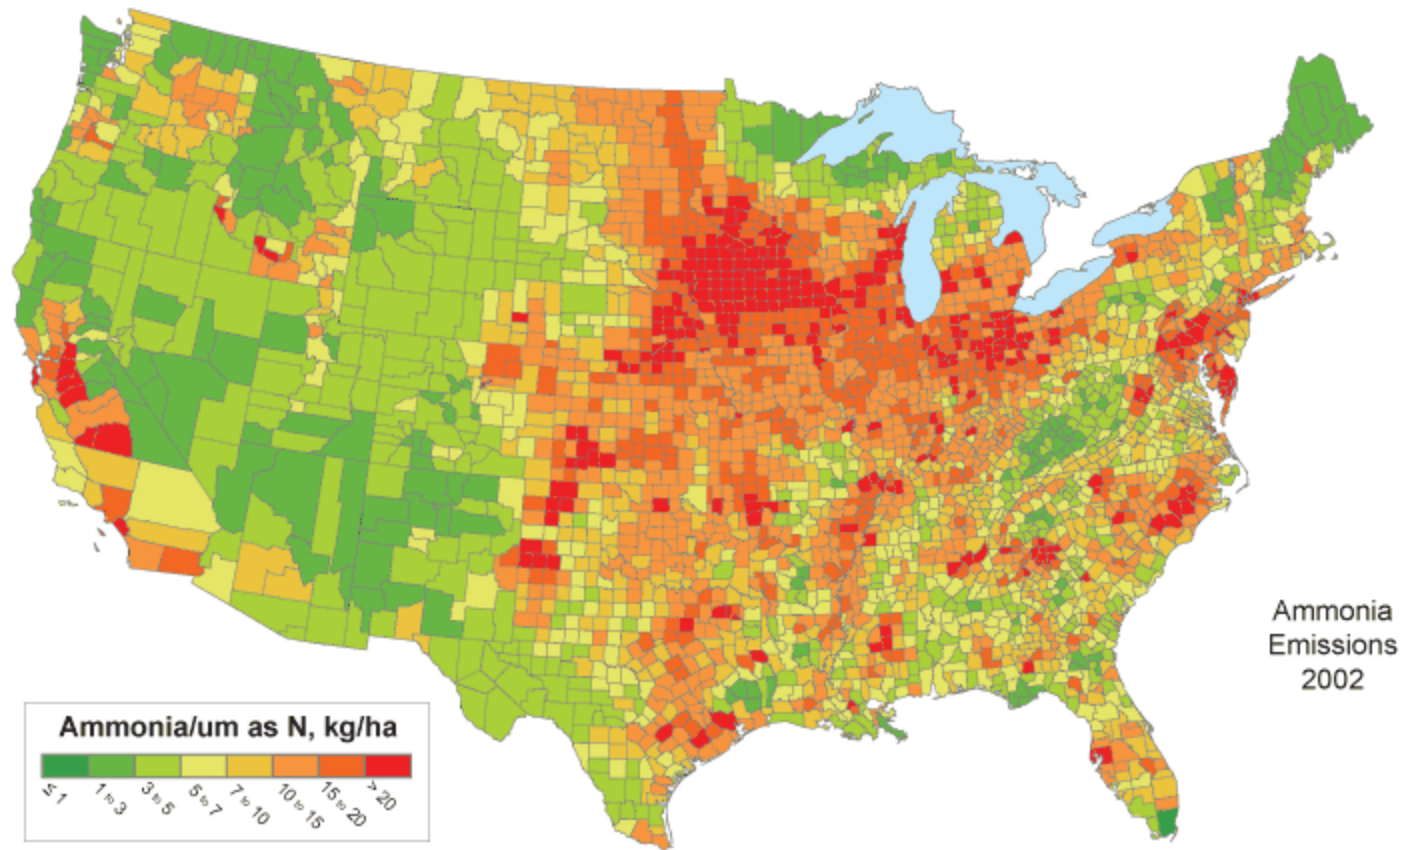 Ammonia
Emissions
2002
Ammonia/um as N, kg/ha
≤ 1
1 to 3
3 to 5
5 to 7
7 to 10
10 to 15
15 to 20
> 20